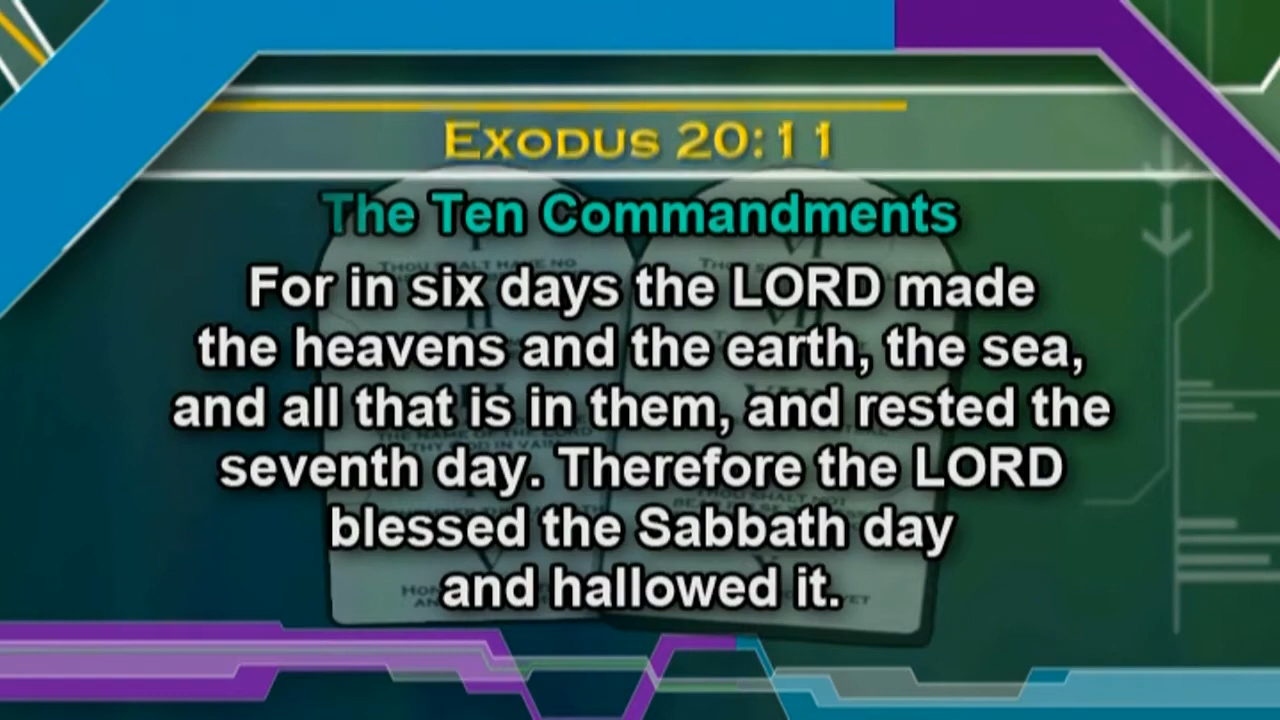 Exodus 20:11
The Ten Commandments
For in six days the LORD made
the heavens and the earth, the sea,
and all that is in them, and rested the
seventh day. Therefore the LORD
blessed the Sabbath day
and hallowed it.